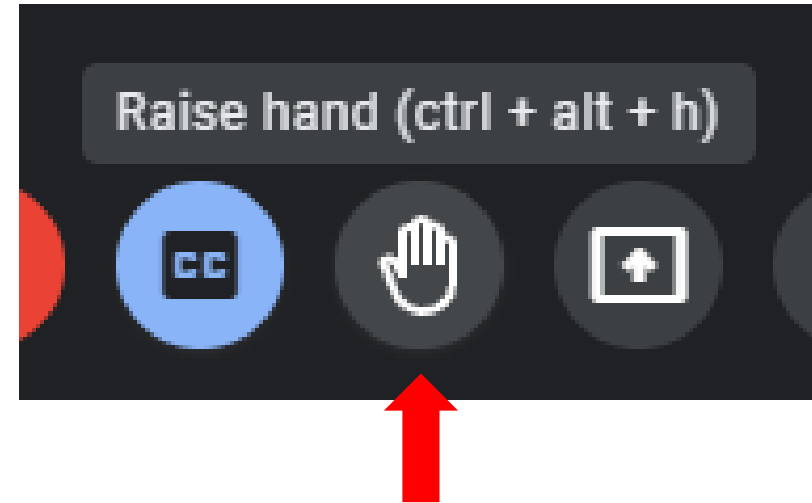 Raise hand (ctrl + alt + h)
CC